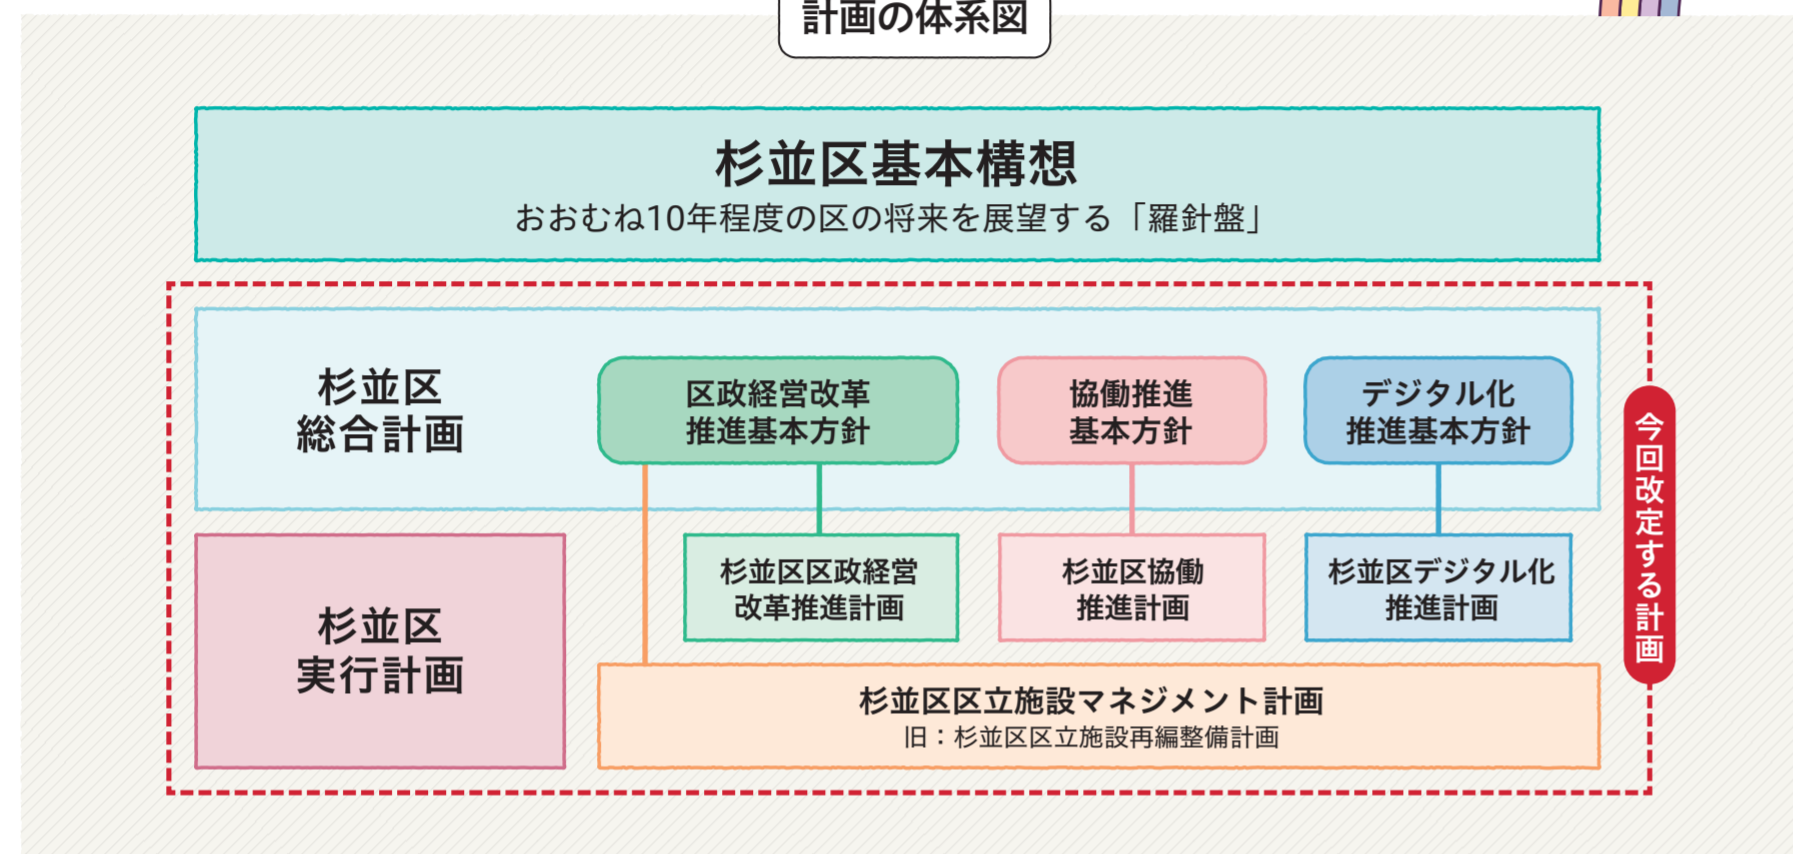 計画の体系図
杉並区基本構想
おおむね10年程度の区の将来を展望する「羅針盤」
杉並区
総合計画
区政経営改革
推進基本方針
協働推進
基本方針
デジタル化
推進基本方針
今回改定する計画
杉並区
実行計画
杉並区区政経営
改革推進計画
杉並区協働
推進計画
杉並区デジタル化
推進計画
杉並区区立施設マネジメント計画
旧：杉並区区立施設再編整備計画